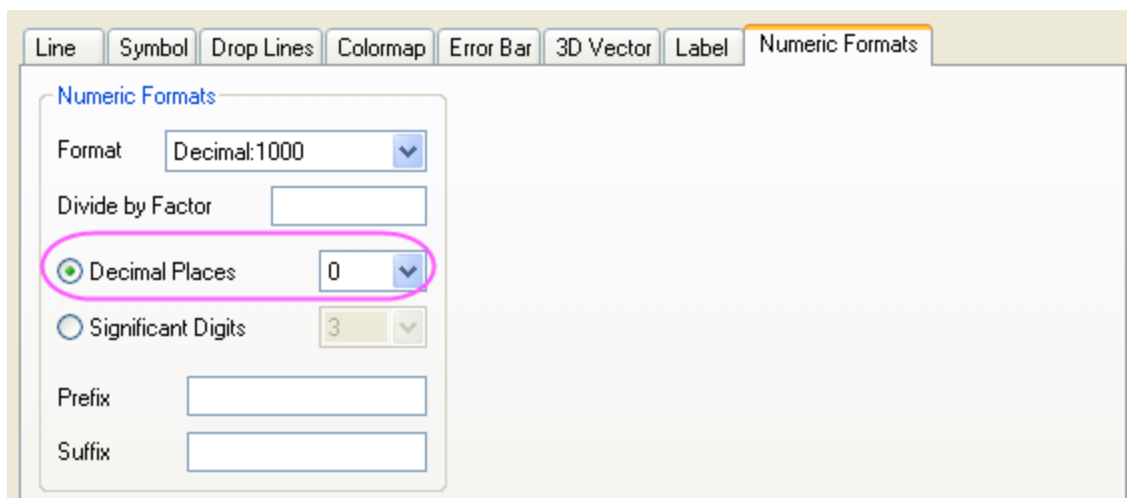 Line Symbol Drop Lines Colormap Error Bar 3D Vector Label Numeric Formats
Numeric Formats
Format Decimal:1000
Divide by Factor
Decimal Places 0
Significant Digits 3
Prefix
Suffix